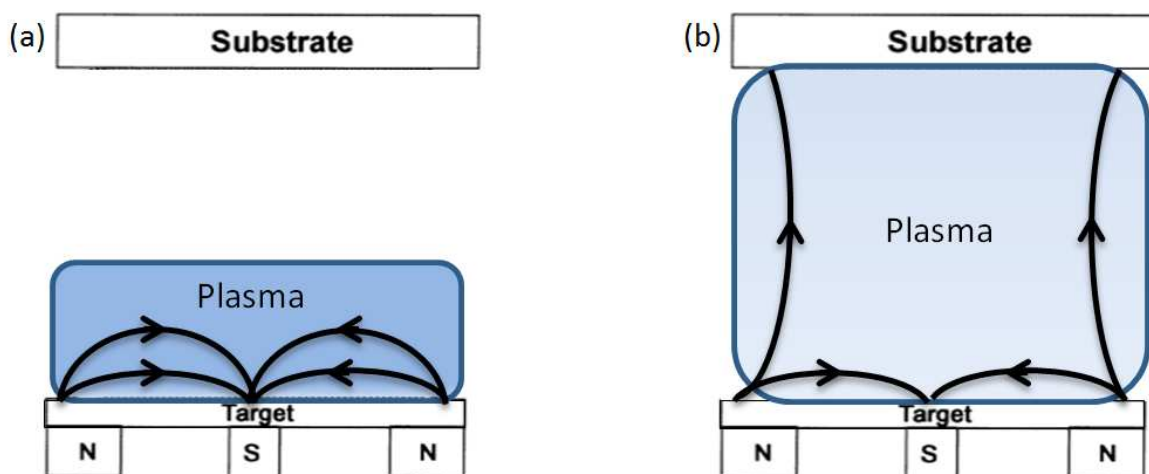 (a)
Substrate
Plasma
Target
N S N
(b)
Substrate
Plasma
Target
N S N